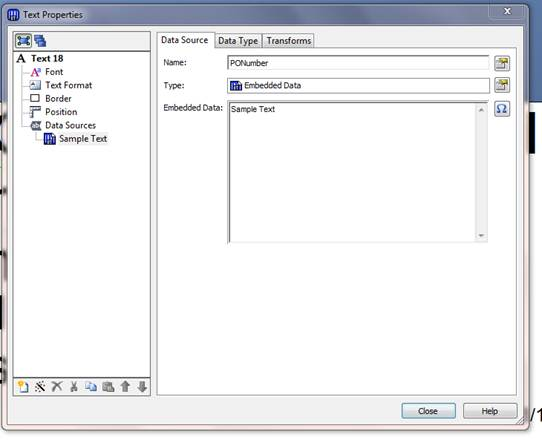 Text Properties
Data Source Data Type Transforms
A Text 18
Font
Text Format
Border
Position
Data Sources
Sample Text
Name: PONumber
Type: Embedded Data
Embedded Data: Sample Text
Close Help
/1